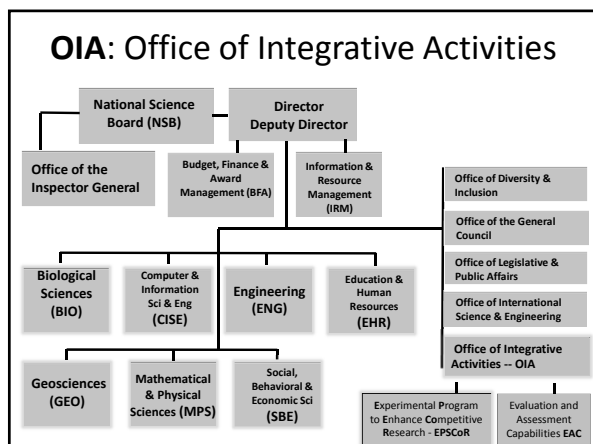 OIA: Office of Integrative Activities
National Science
Board (NSB)
Director
Deputy Director
Office of the
Inspector General
Budget, Finance &
Award
Management (BFA)
Information &
Resource
Management
(IRM)
Office of Diversity &
Inclusion
Office of the General
Council
Office of Legislative &
Public Affairs
Office of International
Science & Engineering
Office of Integrative
Activities -- OIA
Biological
Sciences
(BIO)
Computer &
Information
Sci & Eng
(CISE)
Engineering
(ENG)
Education &
Human
Resources
(EHR)
Geosciences
(GEO)
Mathematical
& Physical
Sciences (MPS)
Social,
Behavioral &
Economic Sci
(SBE)
Experimental Program
to Enhance Competitive
Research - EPSCoR
Evaluation and
Assessment
Capabilities EAC